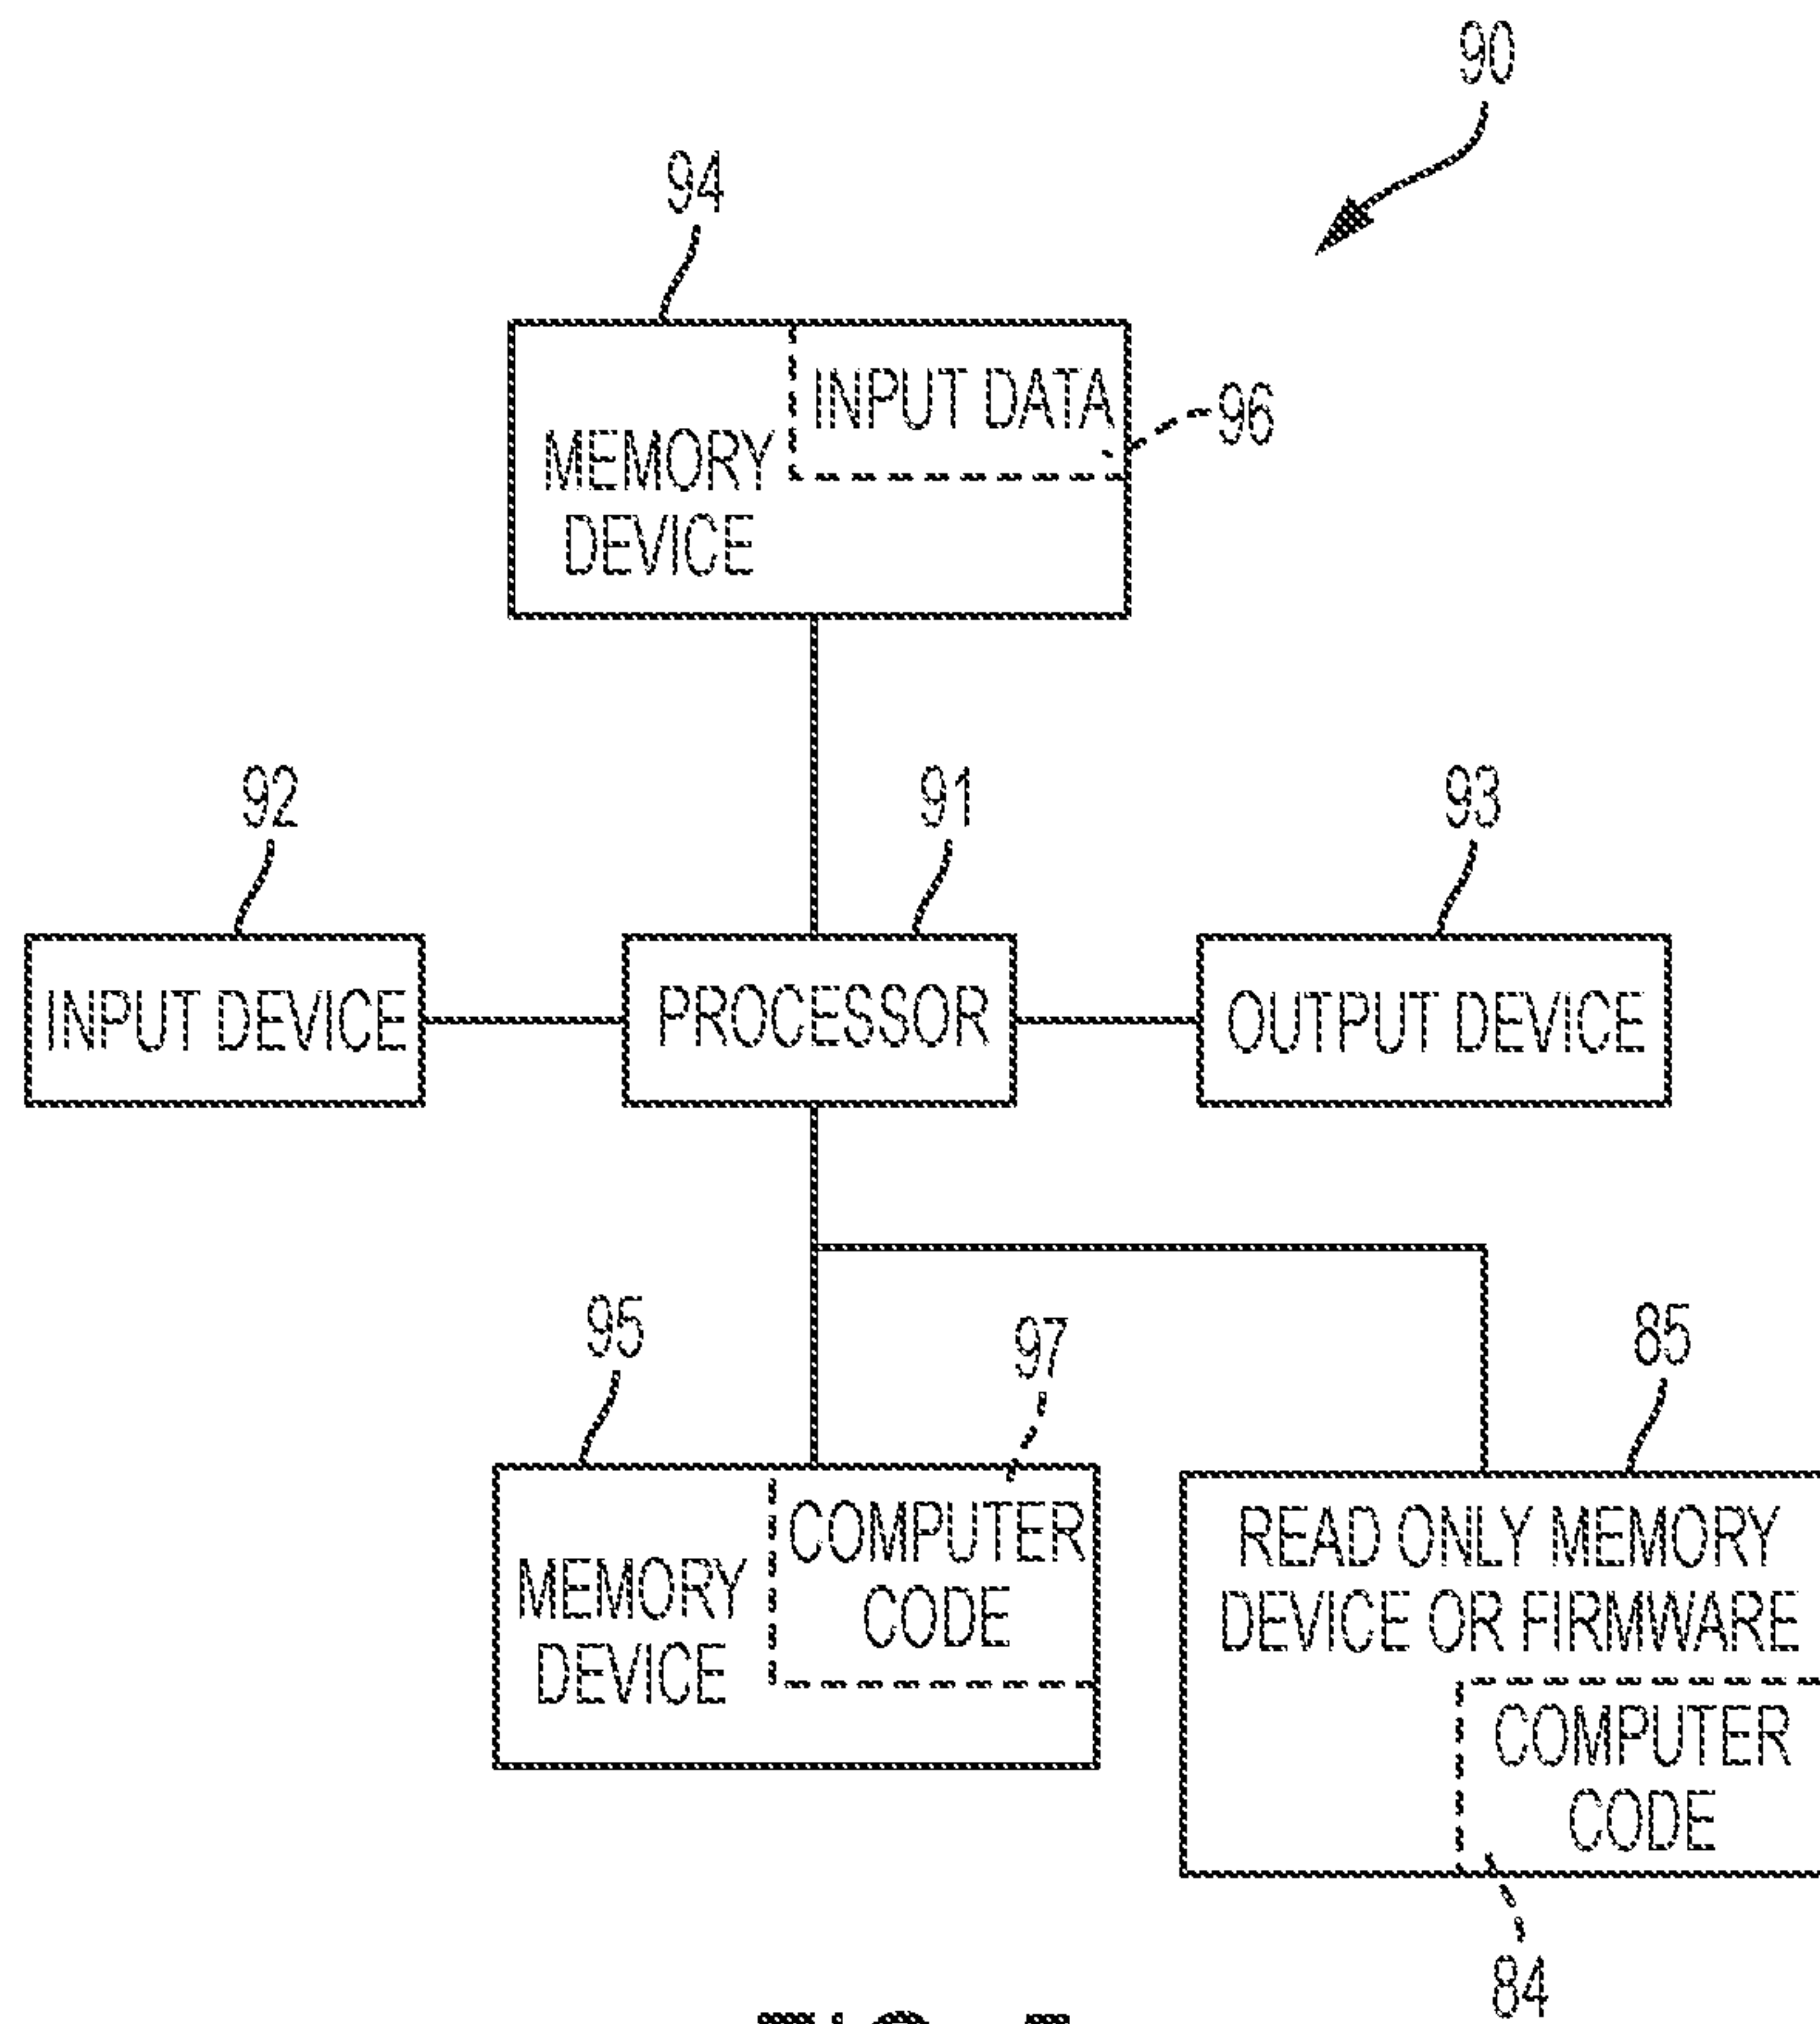 90
94
INPUT DATA
96
MEMORY
DEVICE
92
91
93
INPUT DEVICE
PROCESSOR
OUTPUT DEVICE
95
97
85
COMPUTER
CODE
MEMORY
DEVICE
READ ONLY MEMORY
DEVICE OR FIRMWARE
COMPUTER
CODE
84